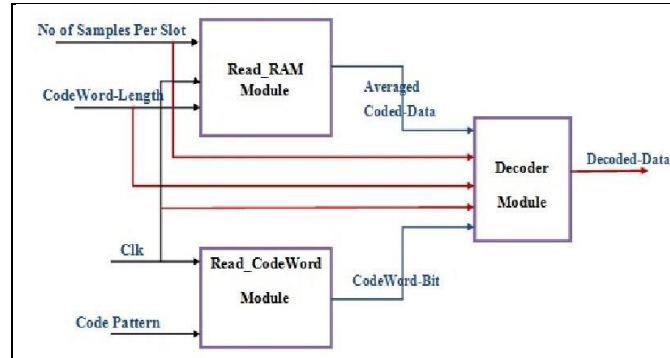 No of Samples Per Slot
Read_RAM
Module
CodeWord-Length
Averaged
Coded-Data
Decoder
Module
Decoded-Data
Clk
Read_CodeWord
Module
CodeWord-Bit
Code Pattern